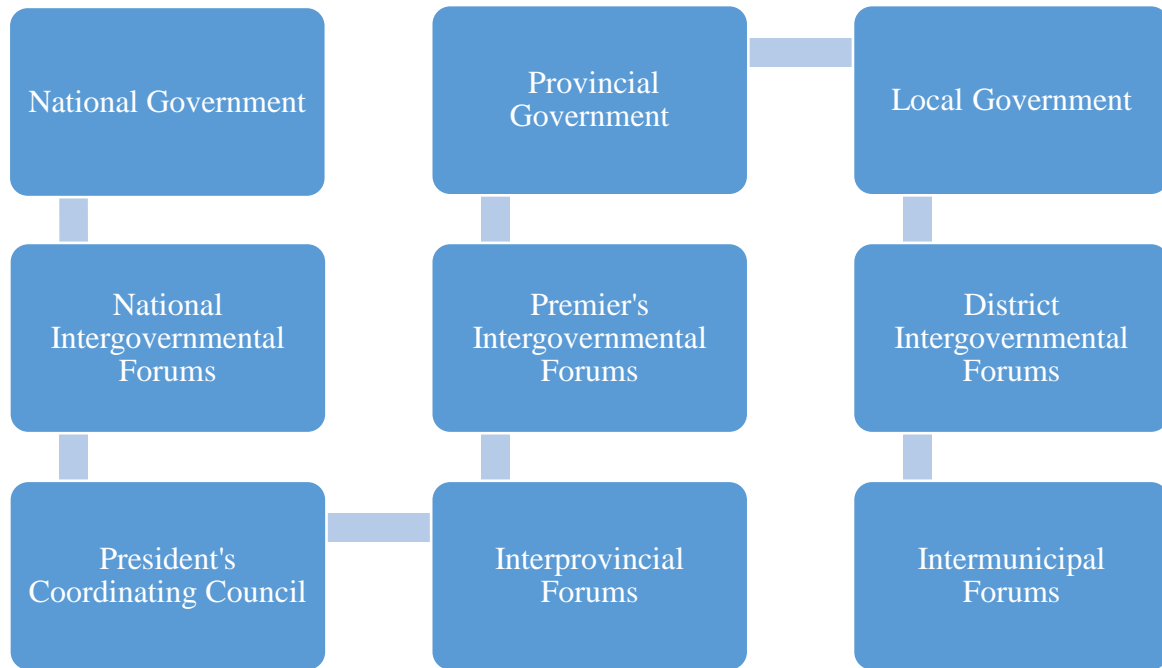 National Government
National
Intergovernmental
Forums
President's
Coordinating Council
Interprovincial
Forums
Premier's
Intergovernmental
Forums
Provincial
Government
Local Government
District
Intergovernmental
Forums
Intermunicipal
Forums